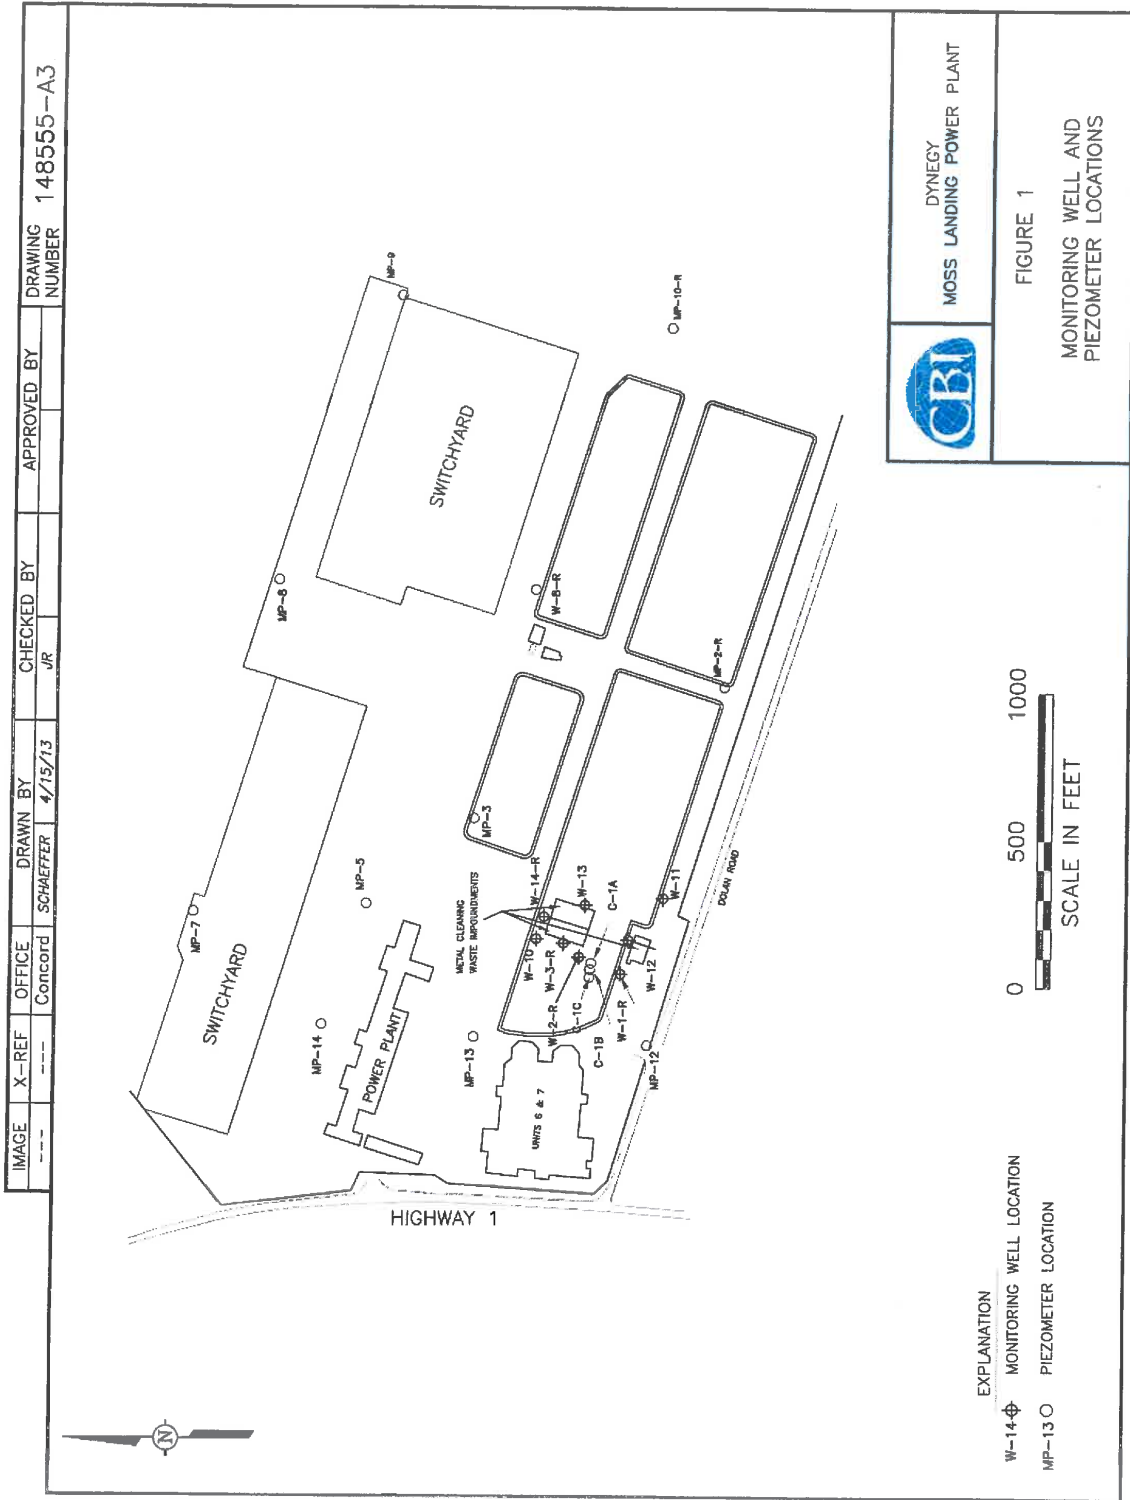 IMAGE X-REF OFFICE DRAWN BY CHECKED BY APPROVED BY DRAWING NUMBER 148555-A3
--- --- Concord SCHAEFFER 4/15/13 JR
MP-7
SWITCHYARD
MP-14
MP-5
POWER PLANT
MP-8
MP-9
SWITCHYARD
METAL CLEANING
WASTE IMPOUNDMENTS
MP-3
MP-13
W-10
W-14-R
W-3-R
W-13
W-2-R
C-1C
C-1A
C-1B
W-1-R
W-12
W-11
MP-12
UNITS 6 & 7
W-8-R
MP-10-R
MP-2-R
DOLAN ROAD
HIGHWAY 1
N
EXPLANATION
W-14 MONITORING WELL LOCATION
MP-13 PIEZOMETER LOCATION
0 500 1000
SCALE IN FEET
CB&I
DYNEGY
MOSS LANDING POWER PLANT
FIGURE 1
MONITORING WELL AND
PIEZOMETER LOCATIONS